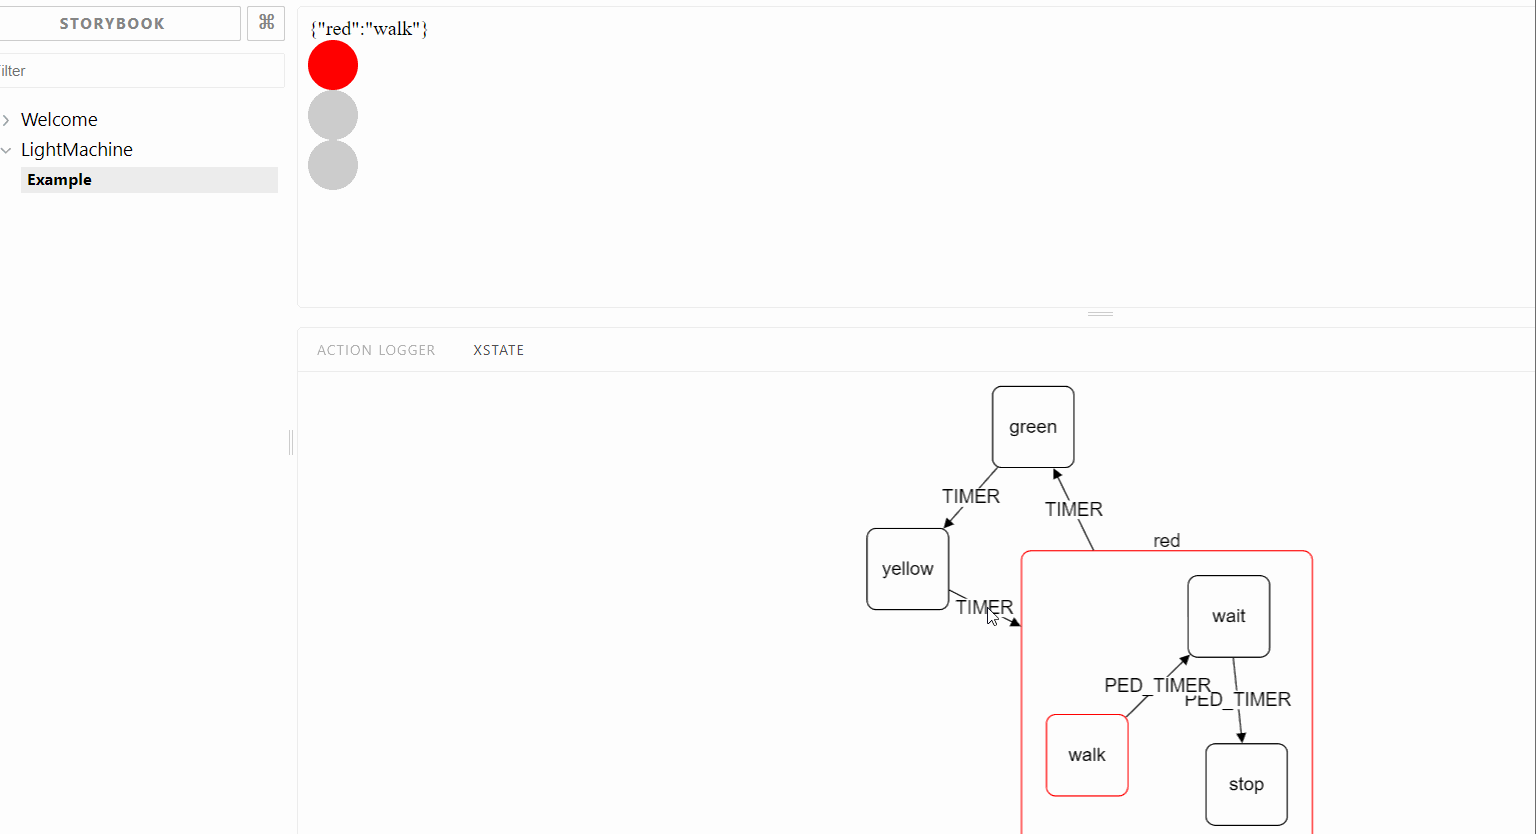 STORYBOOK
⌘
ilter
Welcome
LightMachine
Example
{"red":"walk"}
ACTION LOGGER
XSTATE
green
TIMER
TIMER
red
yellow
TIMER
wait
PED_TIMER
PED_TIMER
walk
stop